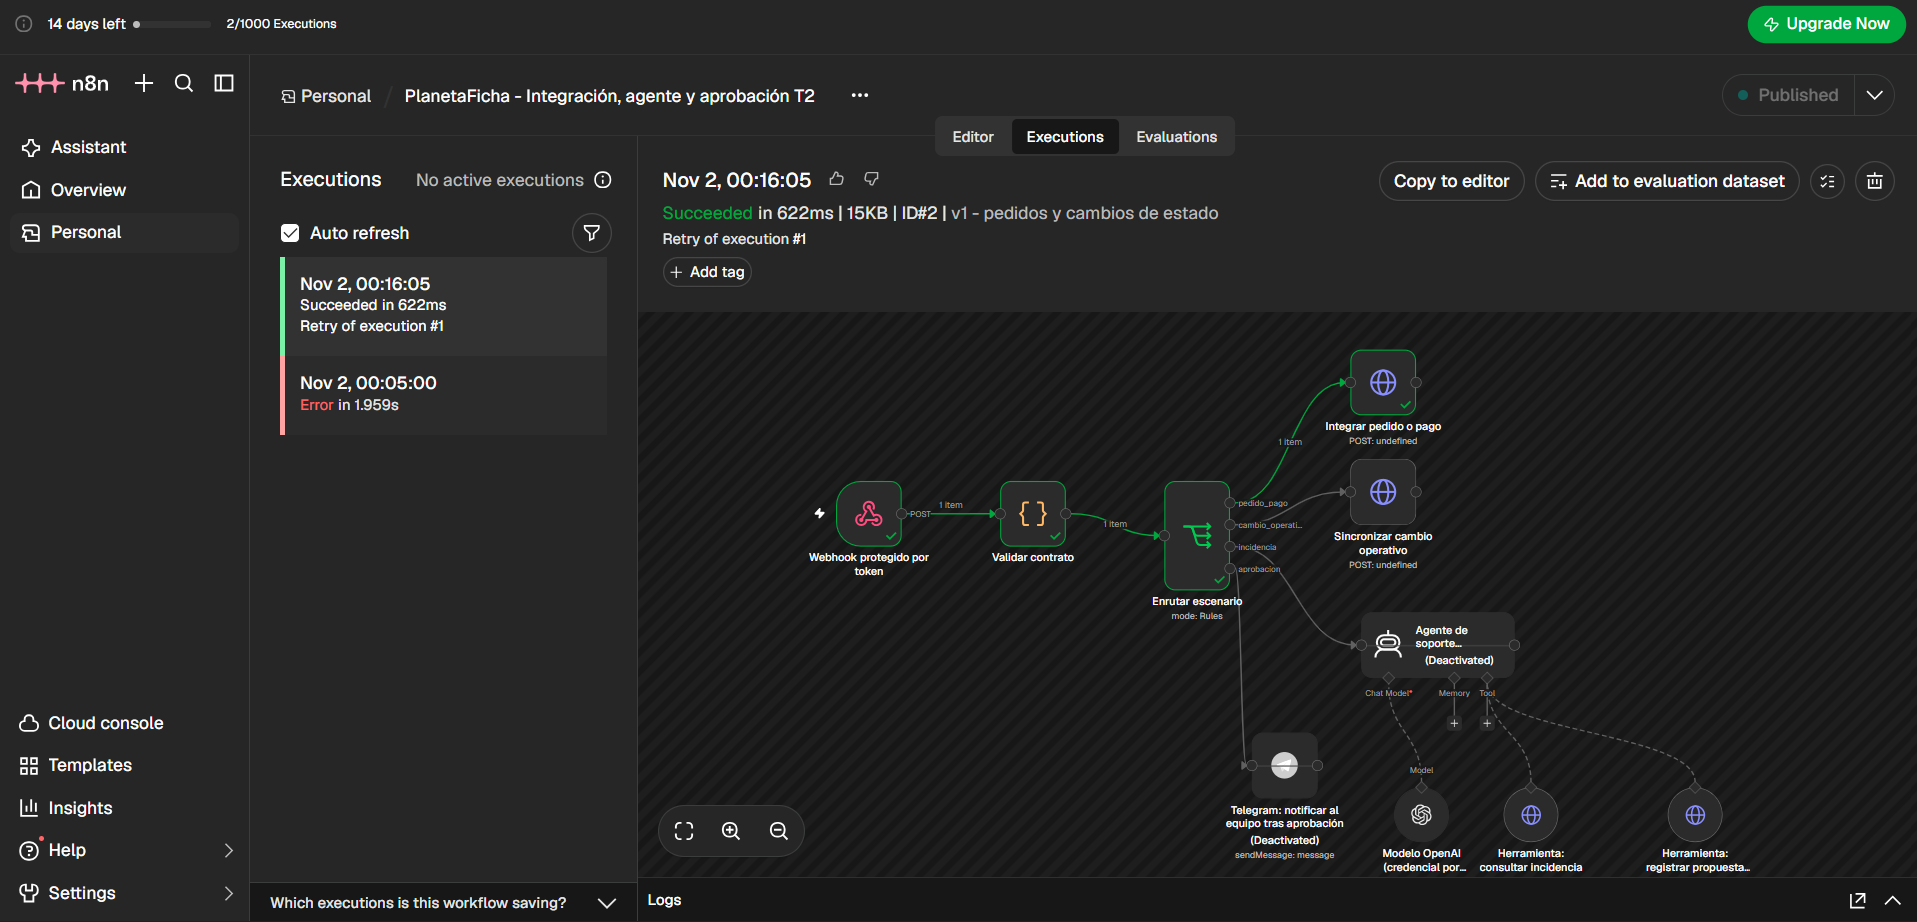 14 days left
2/1000 Executions
Upgrade Now
n8n
Assistant
Overview
Personal
Cloud console
Templates
Insights
Help
Settings
Personal / PlanetaFicha - Integración, agente y aprobación T2
Published
Editor
Executions
Evaluations
Executions
No active executions
Auto refresh
Nov 2, 00:16:05
Succeeded in 622ms
Retry of execution #1
Nov 2, 00:05:00
Error in 1.959s
Which executions is this workflow saving?
Nov 2, 00:16:05
Succeeded in 622ms | 15KB | ID#2 | v1 - pedidos y cambios de estado
Retry of execution #1
+ Add tag
Copy to editor
Add to evaluation dataset
Integrar pedido o pago
POST: undefined
1 item
POST
1 item
1 item
Webhook protegido por
token
Validar contrato
pedido_pago
cambio_operati...
incidencia
aprobacion
Enrutar escenario
mode: Rules
Sincronizar cambio
operativo
POST: undefined
Agente de
soporte...
(Deactivated)
Chat Model*
Memory
Tool
Model
Telegram: notificar al
equipo tras aprobación
(Deactivated)
sendMessage: message
Modelo OpenAI
(credencial por...
Herramienta:
consultar incidencia
Herramienta:
registrar propuesta...
Logs